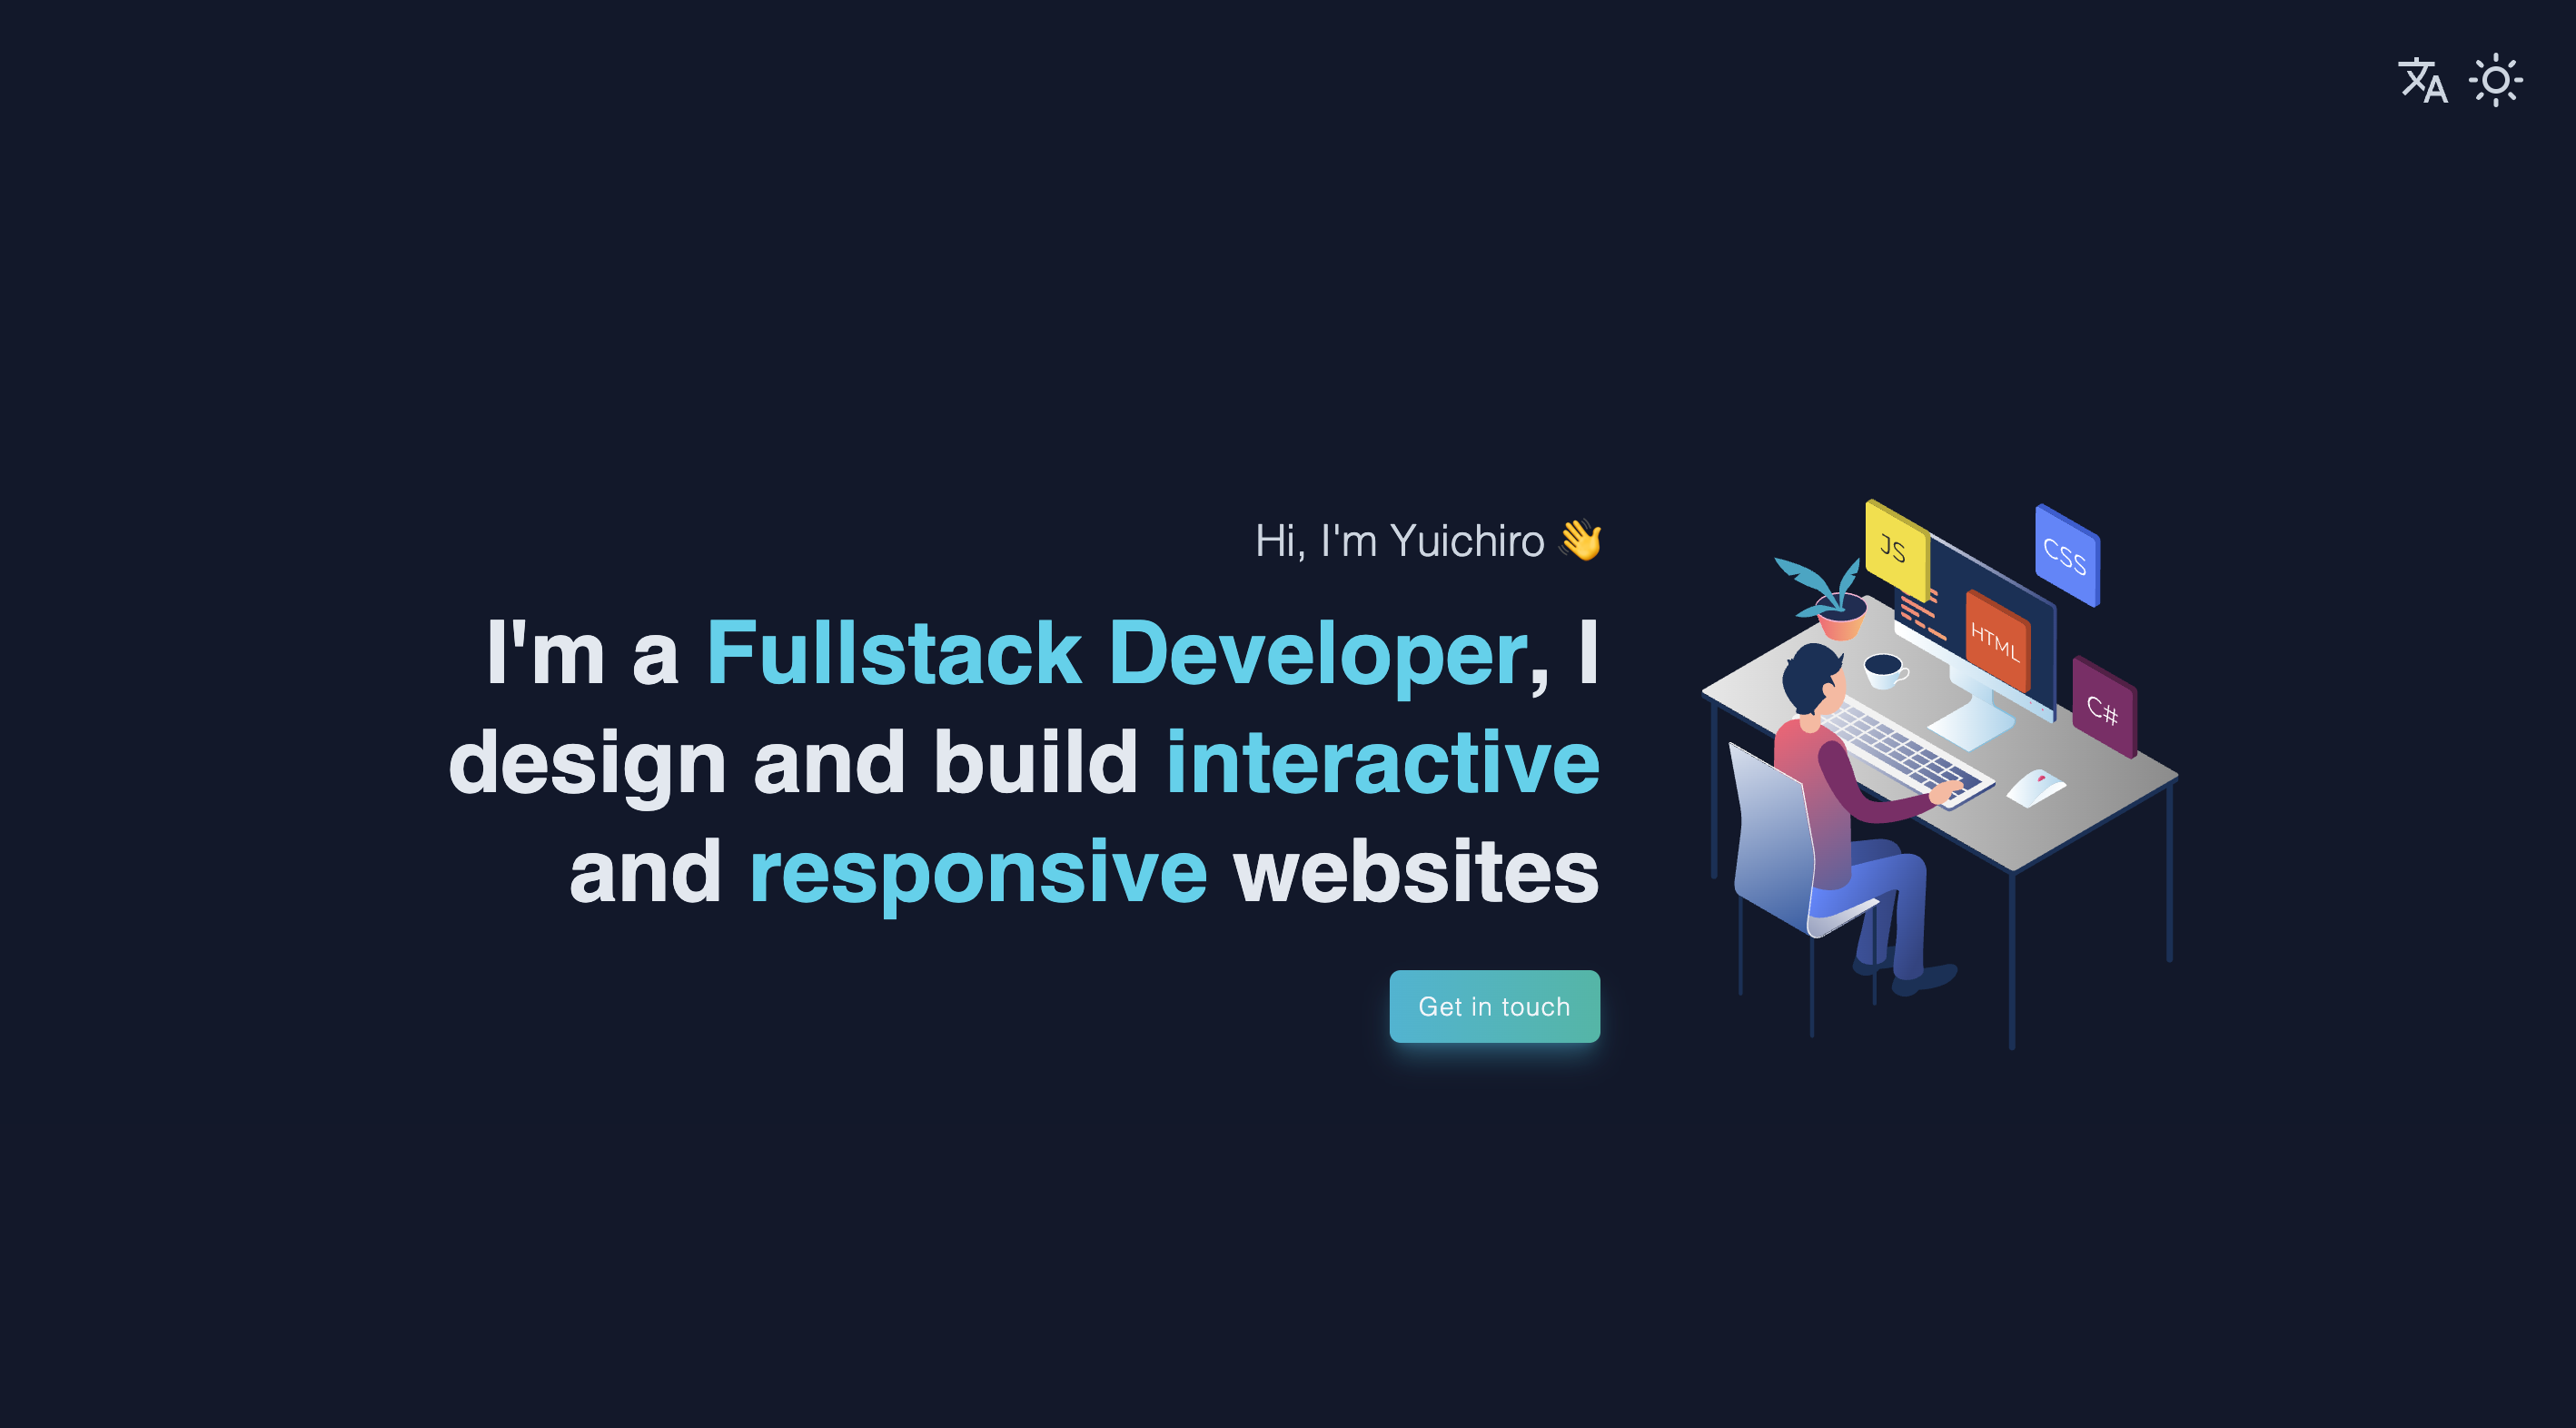 Hi, I'm Yuichiro 👋
I'm a Fullstack Developer, I
design and build interactive
and responsive websites
Get in touch
JS
CSS
HTML
C#